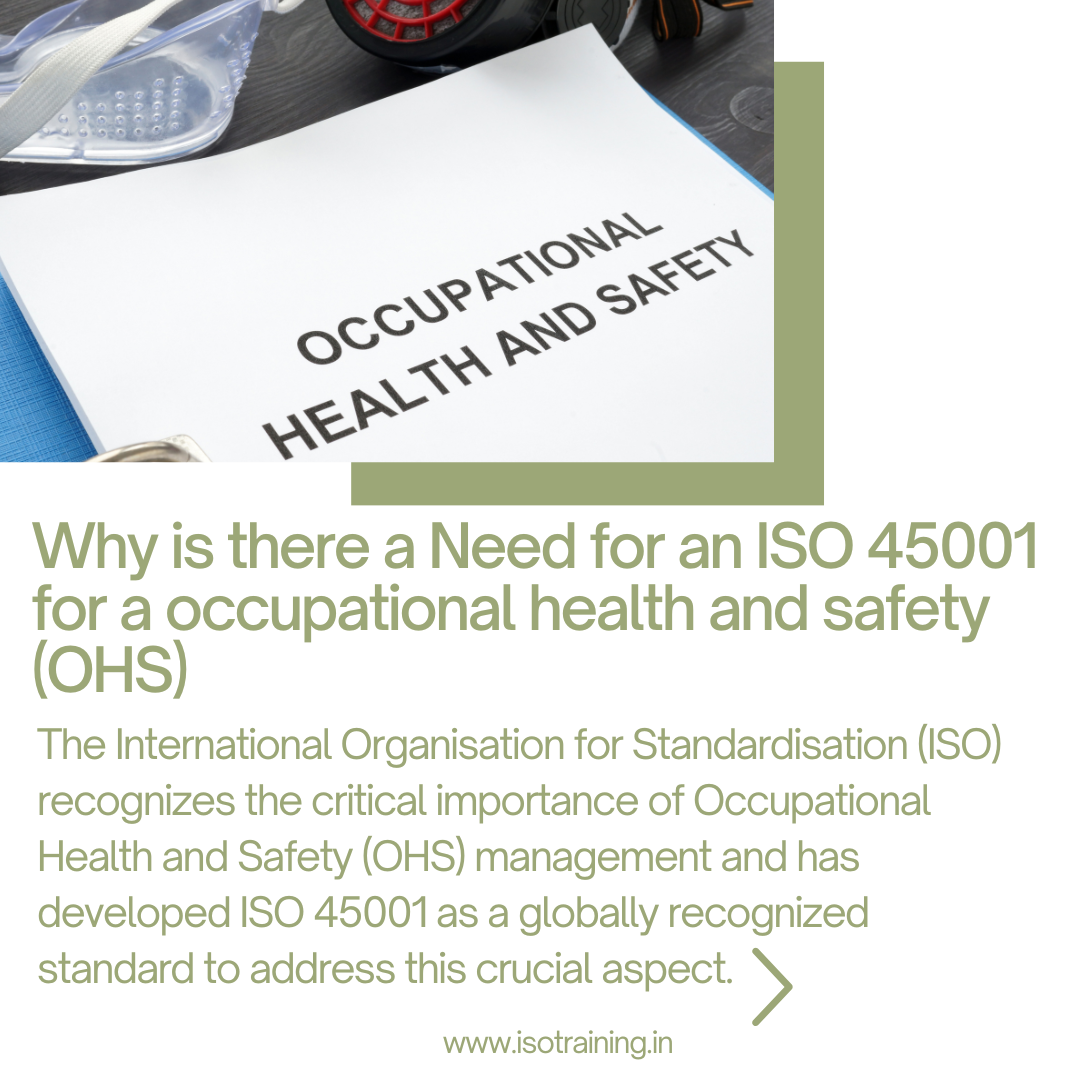 OCCUPATIONAL
HEALTH AND SAFETY
Why is there a Need for an ISO 45001
for a occupational health and safety
(OHS)
The International Organisation for Standardisation (ISO)
recognizes the critical importance of Occupational
Health and Safety (OHS) management and has
developed ISO 45001 as a globally recognized
standard to address this crucial aspect.
www.isotraining.in